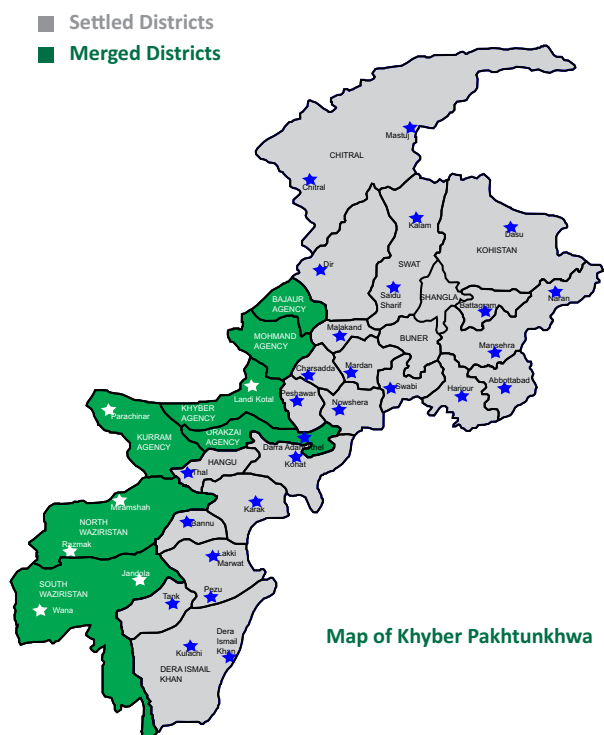 Settled Districts
Merged Districts
Mastuj
CHITRAL
Chitral
Kalam
Dasu
KOHISTAN
Dir
SWAT
Saidu
Sharif
SHANGLA
Battagram
Naran
BAJAUR
AGENCY
MOHMAND
AGENCY
Malakand
BUNER
Mansehra
Charsadda
Mardan
Swabi
Haripur
Abbottabad
Landi Kotal
Peshawar
Nowshera
Parachinar
KHYBER
AGENCY
KURRAM
AGENCY
ORAKZAI
AGENCY
Darra Adam Khel
Kohat
HANGU
Thal
Miramshah
Karak
NORTH
WAZIRISTAN
Bannu
Razmak
Lakki
Marwat
Jandola
SOUTH
WAZIRISTAN
Wana
Tank
Pezu
Dera
Ismail
Khan
Kulachi
DERA ISMAIL
KHAN
Map of Khyber Pakhtunkhwa